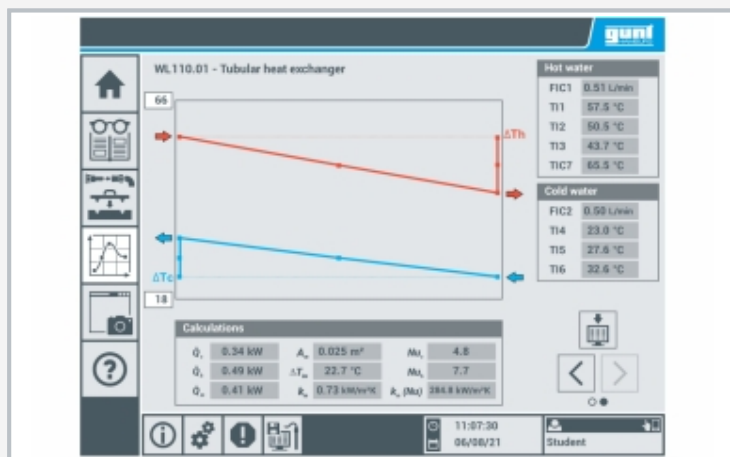 gunt
WL110.01 - Tubular heat exchanger
66
18
ΔTh
ΔTc
Hot water
FIC1 0.51 L/min
TI1 57.5 °C
TI2 50.5 °C
TI3 43.7 °C
TIC7 65.5 °C
Cold water
FIC2 0.50 L/min
TI4 23.0 °C
TI5 27.6 °C
TI6 32.6 °C
Calculations
0.34 kW 0.025 m² 4.8
0.49 kW 22.7 °C 7.7
0.41 kW 0.73 kW/m²K 284.8 kW/m²K
11:07:30
06/08/21
Student